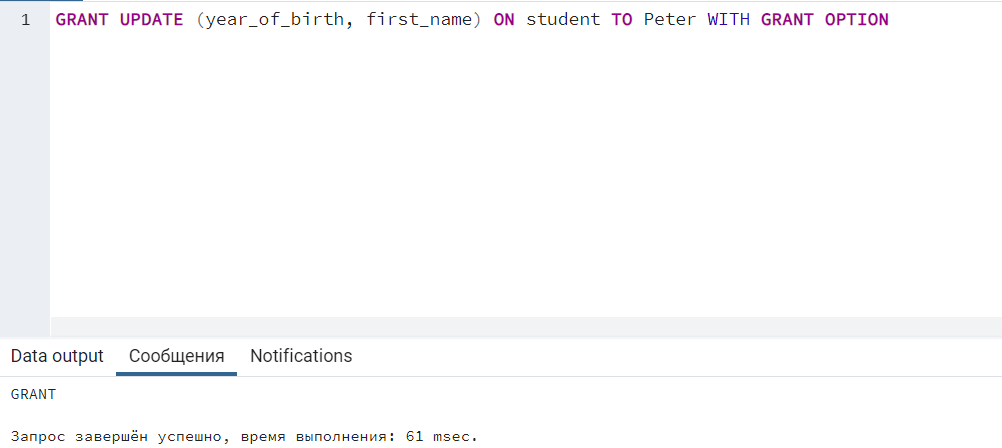 1 GRANT UPDATE (year_of_birth, first_name) ON student TO Peter WITH GRANT OPTION
Data output Сообщения Notifications
GRANT
Запрос завершён успешно, время выполнения: 61 msec.